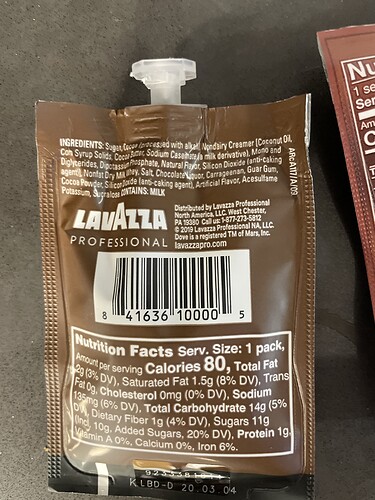 INGREDIENTS: Sugar, Cocoa (processed with alkali), Nondairy Creamer [Coconut Oil,
Corn Syrup Solids, Cocoa Butter, Sodium Caseinate (a milk derivative), Mono and
Diglycerides, Dipotassium Phosphate, Natural Flavor, Silicon Dioxide (anti-caking
agent)], Nonfat Dry Milk, Whey, Salt, Chocolate Flavor, Carrageenan, Guar Gum,
Cocoa Powder, Silicon Dioxide (anti-caking agent), Artificial Flavor, Acesulfame
Potassium, Sucralose CONTAINS: MILK
LAVAZZA
PROFESSIONAL
Distributed by Lavazza Professional
North America, LLC. West Chester,
PA 19380 Call us: 1-877-273-5812
© 2019 Lavazza Professional NA, LLC.
Dove is a registered TM of Mars, Inc.
lavazzapro.com
8 41636 10000 5
Nutrition Facts Serv. Size: 1 pack,
Amount per serving Calories 80, Total Fat
2g (3% DV), Saturated Fat 1.5g (8% DV), Trans
Fat 0g, Cholesterol 0mg (0% DV), Sodium
135mg (6% DV), Total Carbohydrate 14g (5%
DV), Dietary Fiber 1g (4% DV), Sugars 11g
(Incl. 10g. Added Sugars, 20% DV), Protein 1g,
Vitamin A 0%, Calcium 0%, Iron 6%.
KLBD-D 20.03.04
Nu
1 se
Ser
Am
C